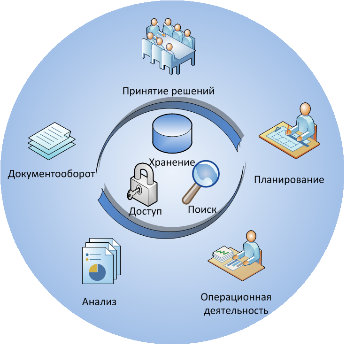 Принятие решений
Хранение
Документооборот
Планирование
Доступ
Поиск
Анализ
Операционная
деятельность